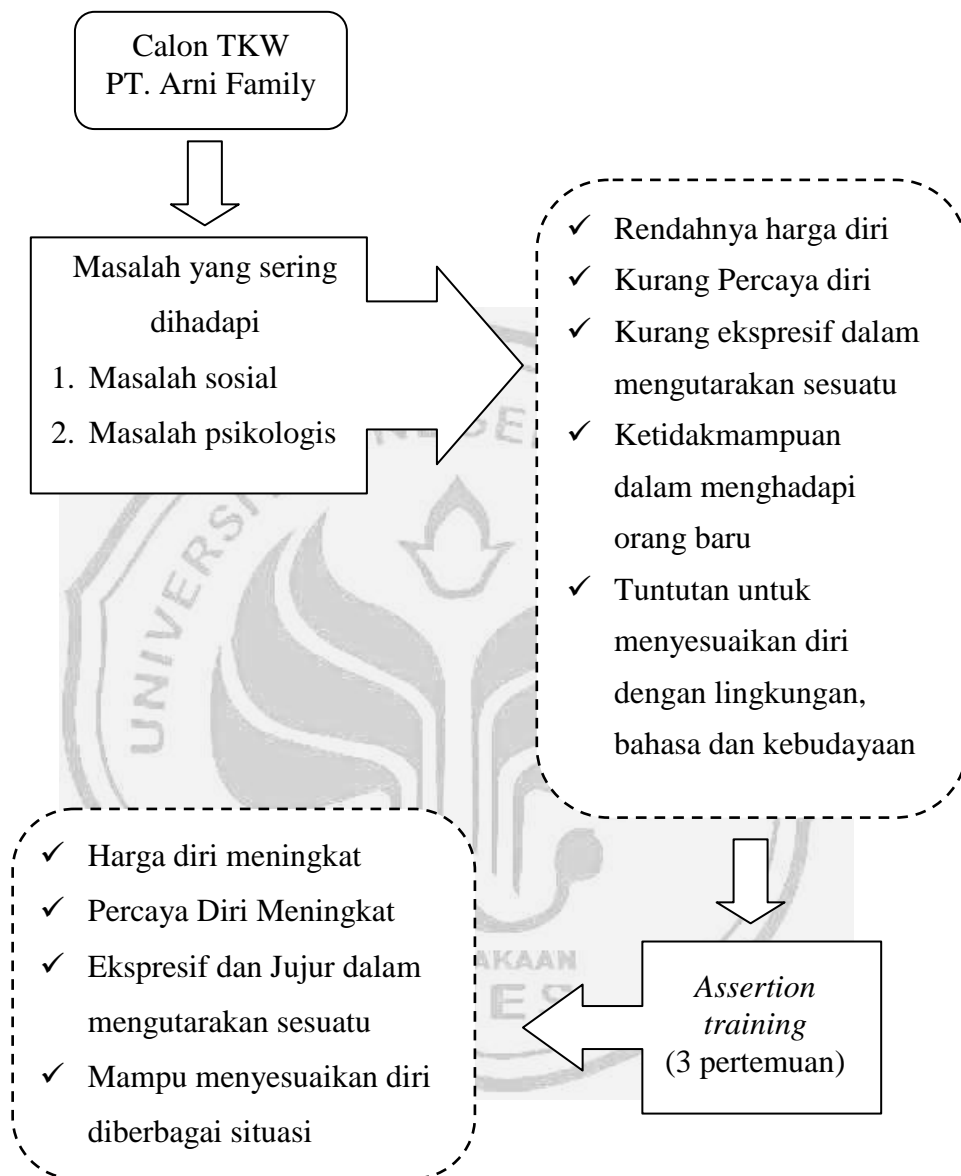 Calon TKW
PT. Arni Family
Masalah yang sering
dihadapi
1. Masalah sosial
2. Masalah psikologis
✓ Rendahnya harga diri
✓ Kurang Percaya diri
✓ Kurang ekspresif dalam
mengutarakan sesuatu
✓ Ketidakmampuan
dalam menghadapi
orang baru
✓ Tuntutan untuk
menyesuaikan diri
dengan lingkungan,
bahasa dan kebudayaan
Assertion
training
(3 pertemuan)
✓ Harga diri meningkat
✓ Percaya Diri Meningkat
✓ Ekspresif dan Jujur dalam
mengutarakan sesuatu
✓ Mampu menyesuaikan diri
diberbagai situasi